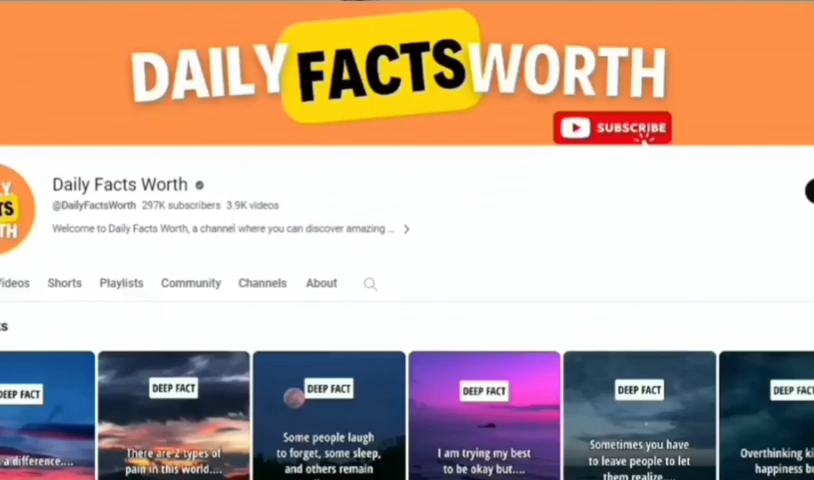 DAILY FACTS WORTH
SUBSCRIBE
Daily Facts Worth
@DailyFactsWorth 297K subscribers 3.9K videos
Welcome to Daily Facts Worth, a channel where you can discover amazing ...
Shorts Playlists Community Channels About
DEEP FACT
a difference....
DEEP FACT
There are 2 types of
pain in this world....
DEEP FACT
Some people laugh
to forget, some sleep,
and others remain
DEEP FACT
I am trying my best
to be okay but....
DEEP FACT
Sometimes you have
to leave people to let
them realize....
DEEP FACT
Overthinking
happiness